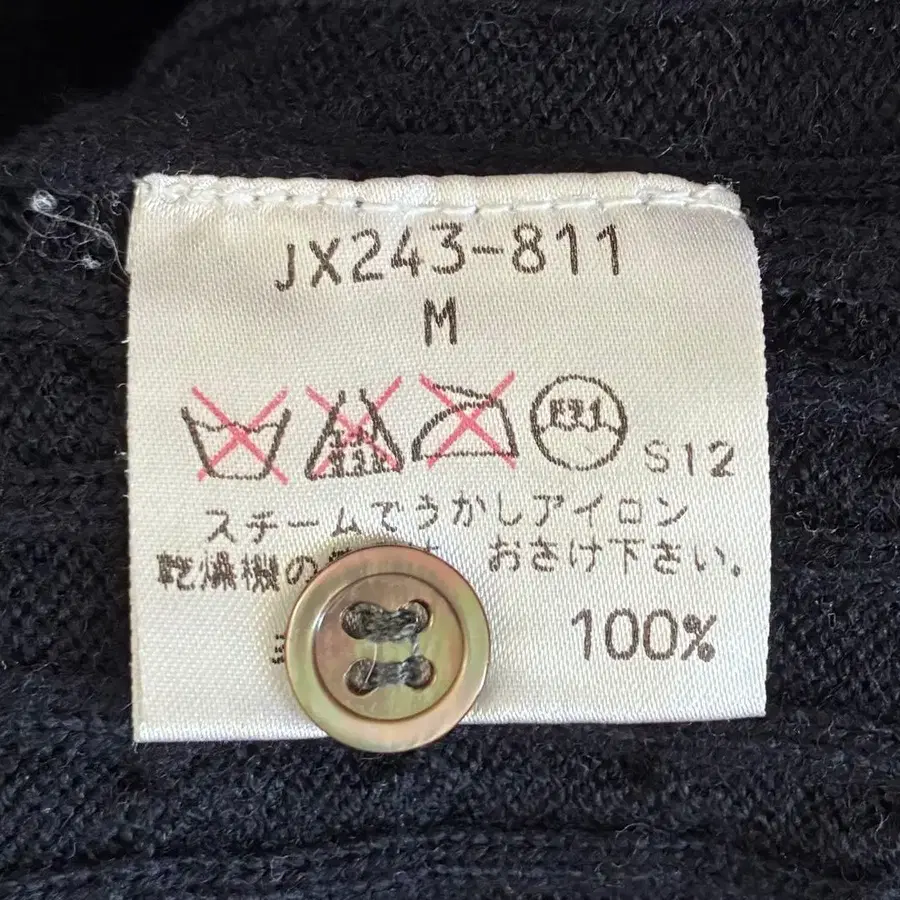 JX243-811
M
S12
スチームでうかしアイロン
乾燥機の おさけ下さい.
100%